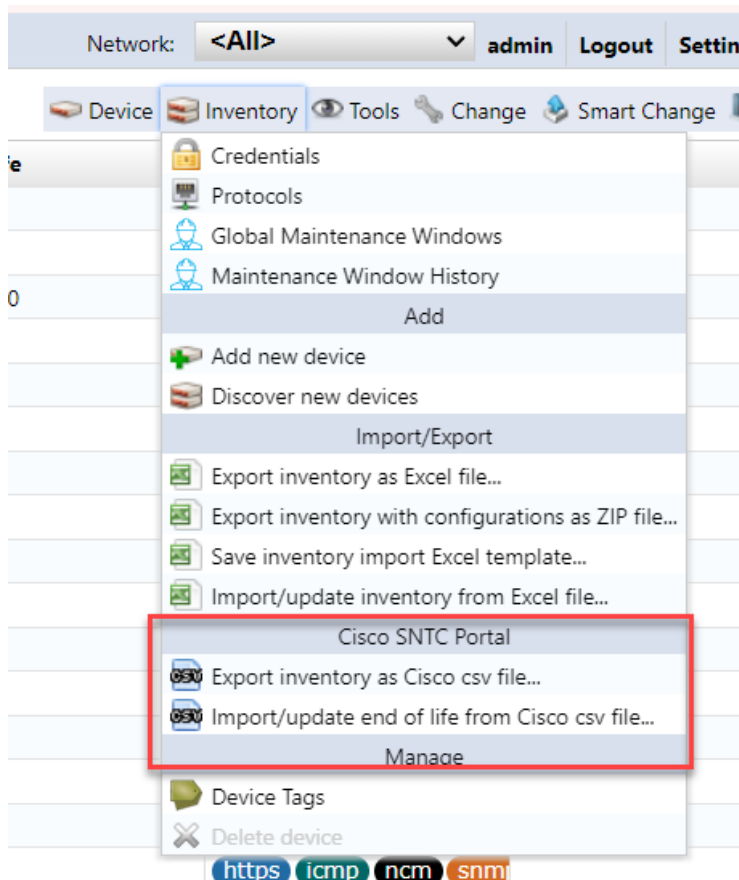 Network: <All> admin Logout Settin
Device Inventory Tools Change Smart Change
e
Credentials
Protocols
Global Maintenance Windows
Maintenance Window History
0
Add
Add new device
Discover new devices
Import/Export
Export inventory as Excel file...
Export inventory with configurations as ZIP file...
Save inventory import Excel template...
Import/update inventory from Excel file...
Cisco SNTC Portal
CSV Export inventory as Cisco csv file...
CSV Import/update end of life from Cisco csv file...
Manage
Device Tags
Delete device
https icmp ncm snm